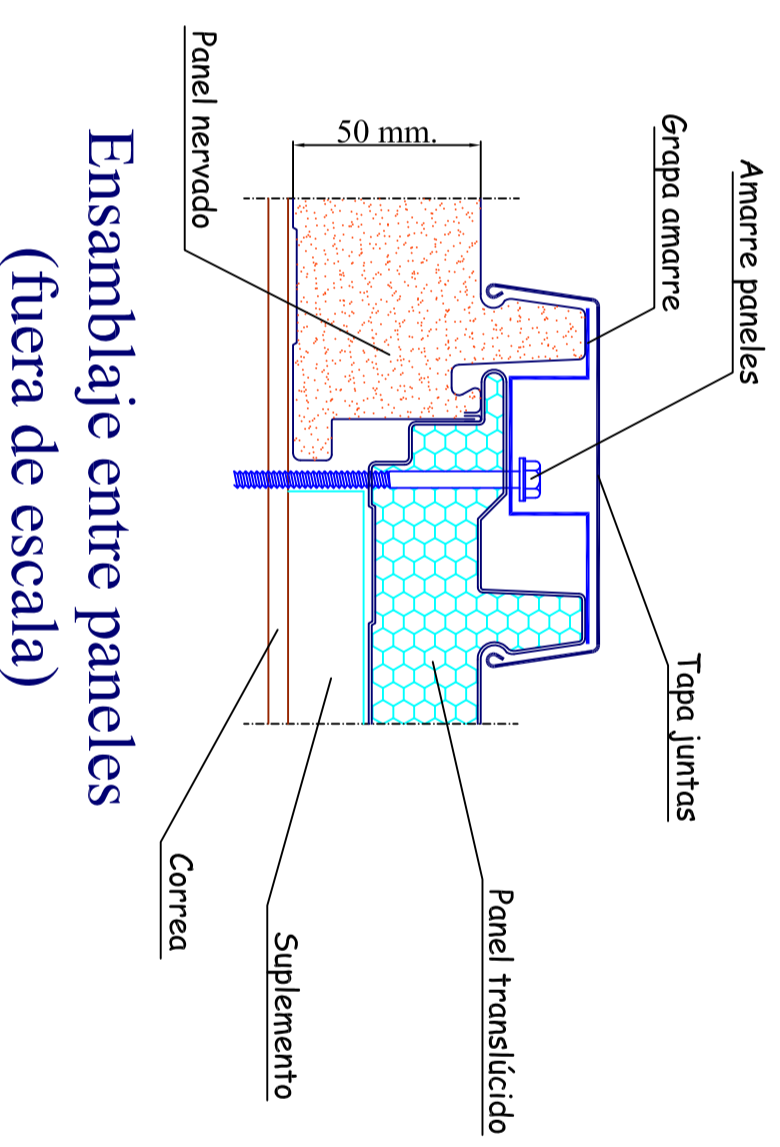 Amarre paneles
Grapa amarre
Tapa juntas
Panel nervado
50 mm.
Panel translúcido
Suplemento
Correa
Ensamblaje entre paneles
(fuera de escala)